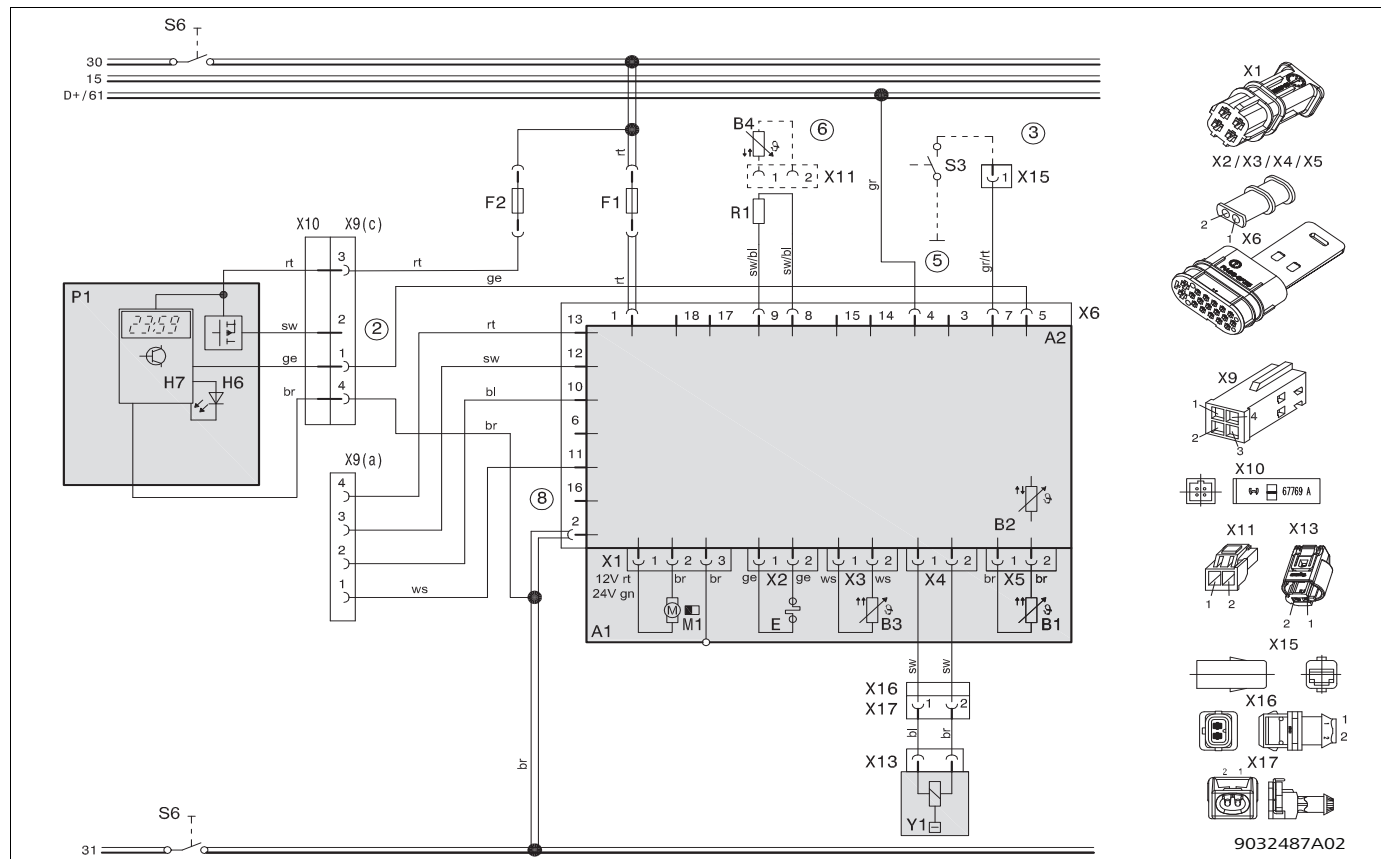 S6
30
15
D+/61
B4
6
3
X1
X2/X3/X4/X5
rt
1 2 X11
gr
S3
1 X15
F2
F1
R1
2
1
X6
X10 X9(c)
sw/bl
sw/bl
5
gr/rt
rt
3
rt
rt
ge
P1
23:59
2
2
sw
ge
1
H7 H6
br
4
br
13 1 18 17 9 8 15 14 4 3 7 5 X6
rt
A2
12
sw
10
bl
6
11
16
8
2
B2
X9
1
4
2
3
X9(a)
4
3
2
1
ws
X10
67769 A
X11 X13
1 2
2 1
X1 1 2 3 1 X2 2 1 X3 2 1 X4 2 1 X5 2
12V rt br br ge ge ws ws br br
24V gn
M
M1
E
B3
B1
A1
X15
sw
sw
X16
X17 1 2
bl
br
X13
Y1
br
X16
1
2
1
2
X17
2 1
S6
31
9032487A02